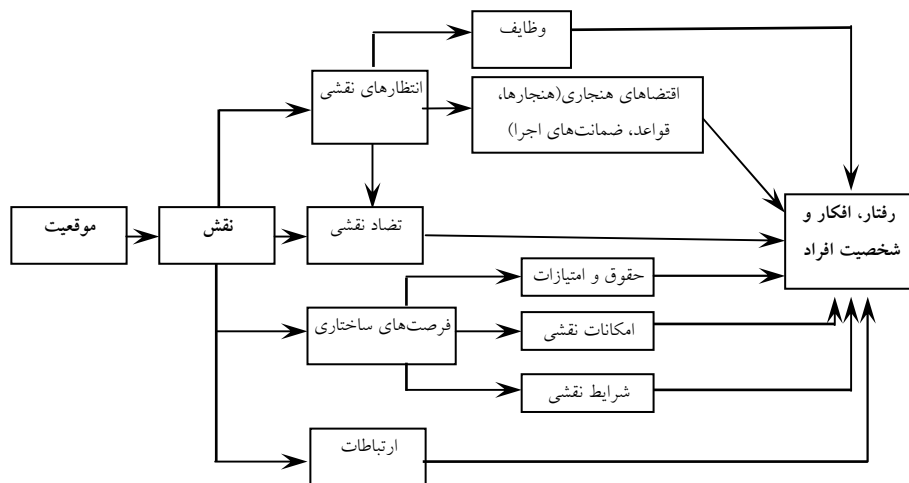 وظایف
انتظارهای نقشی
اقتضاهای هنجاری(هنجارها،
قواعد، ضمانت‌های اجرا)
موقعیت
نقش
تضاد نقشی
رفتار، افکار و
شخصیت افراد
حقوق و امتیازات
فرصت‌های ساختاری
امکانات نقشی
شرایط نقشی
ارتباطات